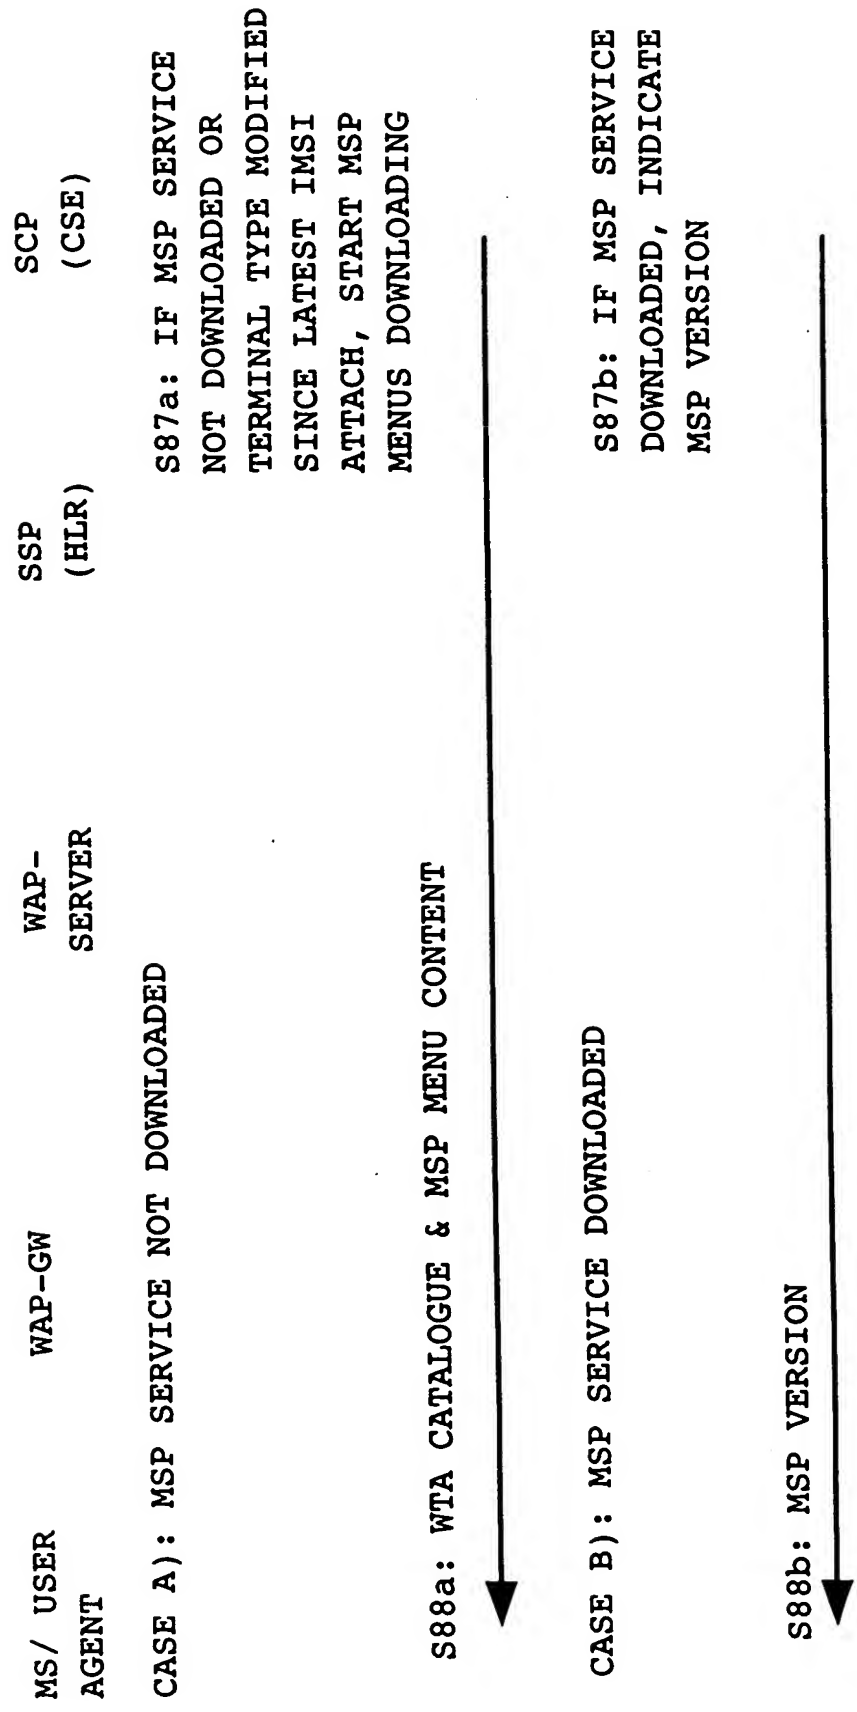 MS/ USER
AGENT
WAP-GW
WAP-
SERVER
SSP
(HLR)
SCP
(CSE)
CASE A): MSP SERVICE NOT DOWNLOADED
S87a: IF MSP SERVICE
NOT DOWNLOADED OR
TERMINAL TYPE MODIFIED
SINCE LATEST IMSI
ATTACH, START MSP
MENUS DOWNLOADING
S88a: WTA CATALOGUE & MSP MENU CONTENT
CASE B): MSP SERVICE DOWNLOADED
S87b: IF MSP SERVICE
DOWNLOADED, INDICATE
MSP VERSION
S88b: MSP VERSION